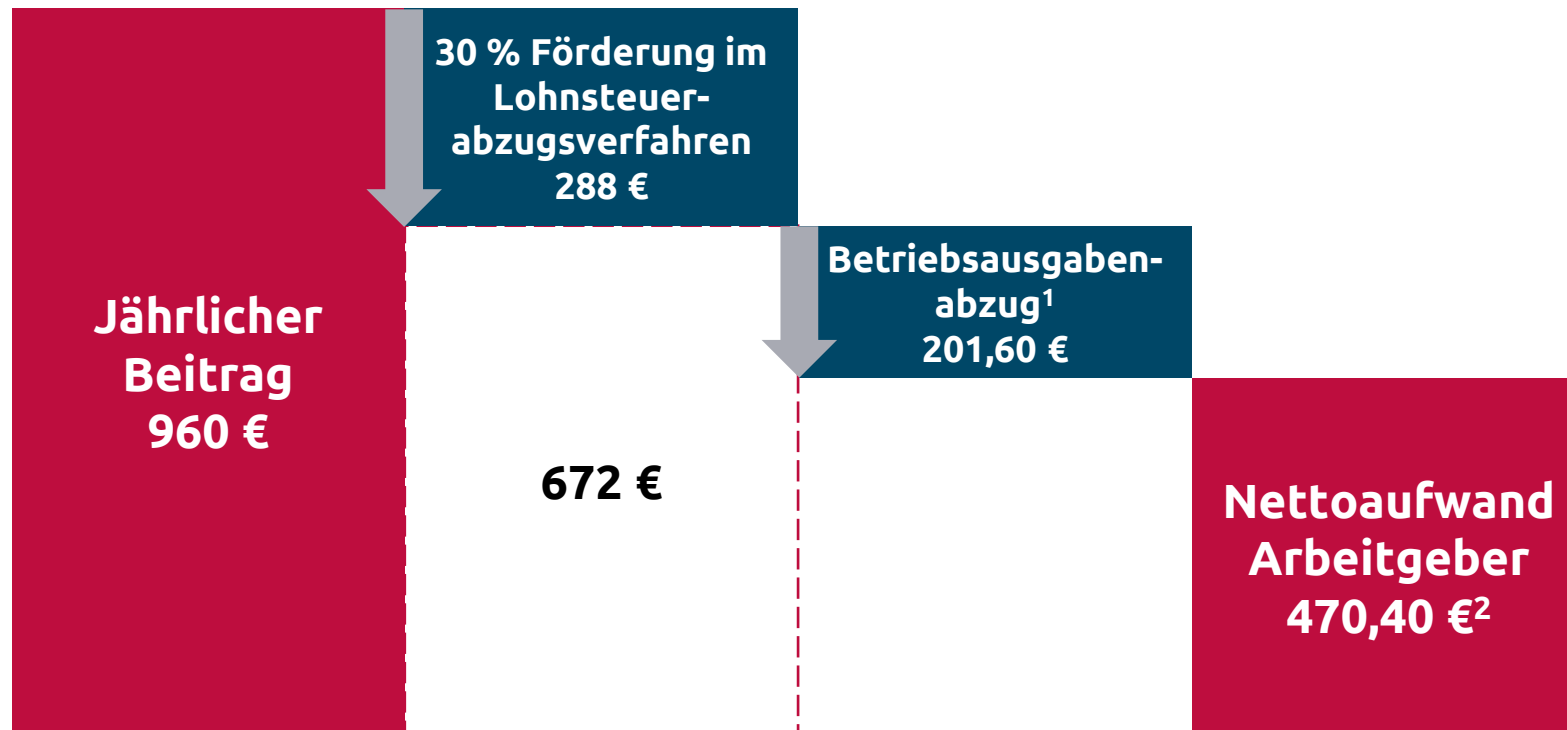 Jährlicher
Beitrag
960 €
30 % Förderung im
Lohnsteuer-
abzugsverfahren
288 €
672 €
Betriebsausgaben-
abzug¹
201,60 €
Nettoaufwand
Arbeitgeber
470,40 €²